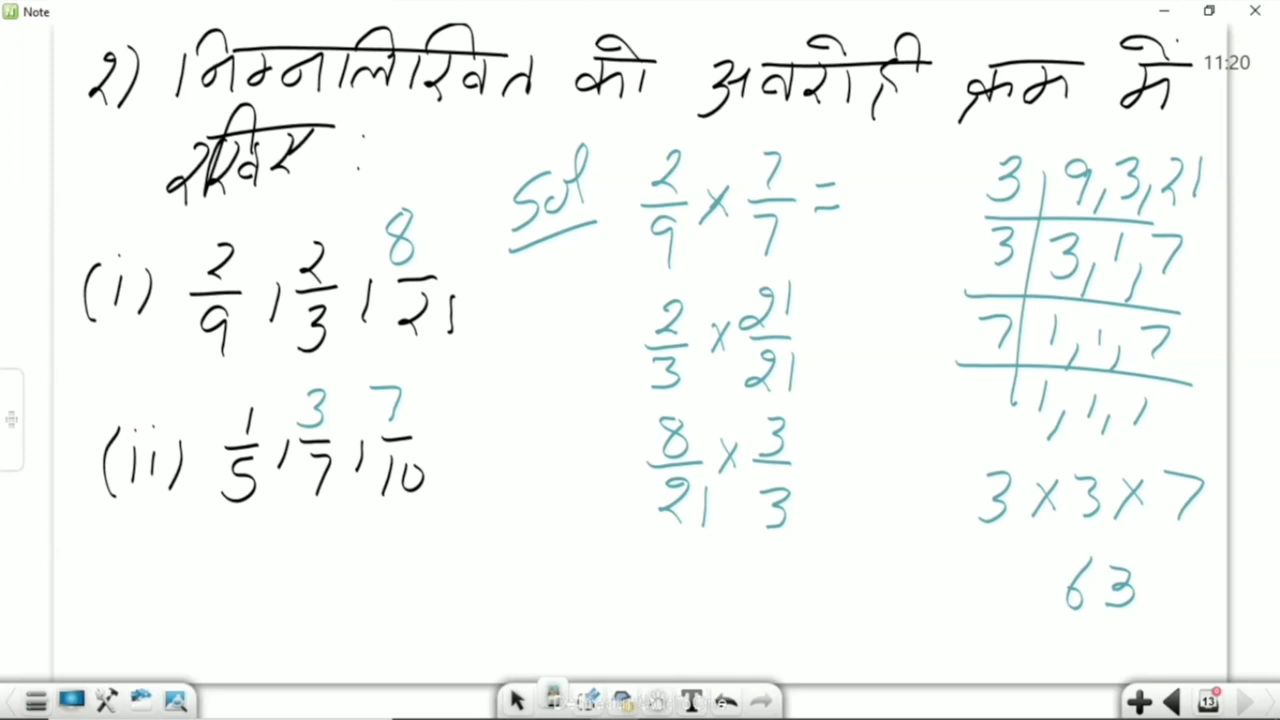 Note
11:20
२) निम्नलिखित को अवरोही क्रम में
रखिए :
(i) 2/9 , 2/3 , 8/21
(ii) 1/5 , 3/7 , 7/10
Sol 2/9 × 7/7 =
2/3 × 21/21
8/21 × 3/3
3 | 9, 3, 21
3 | 3, 1, 7
7 | 1, 1, 7
1, 1, 1
3 × 3 × 7
63
13